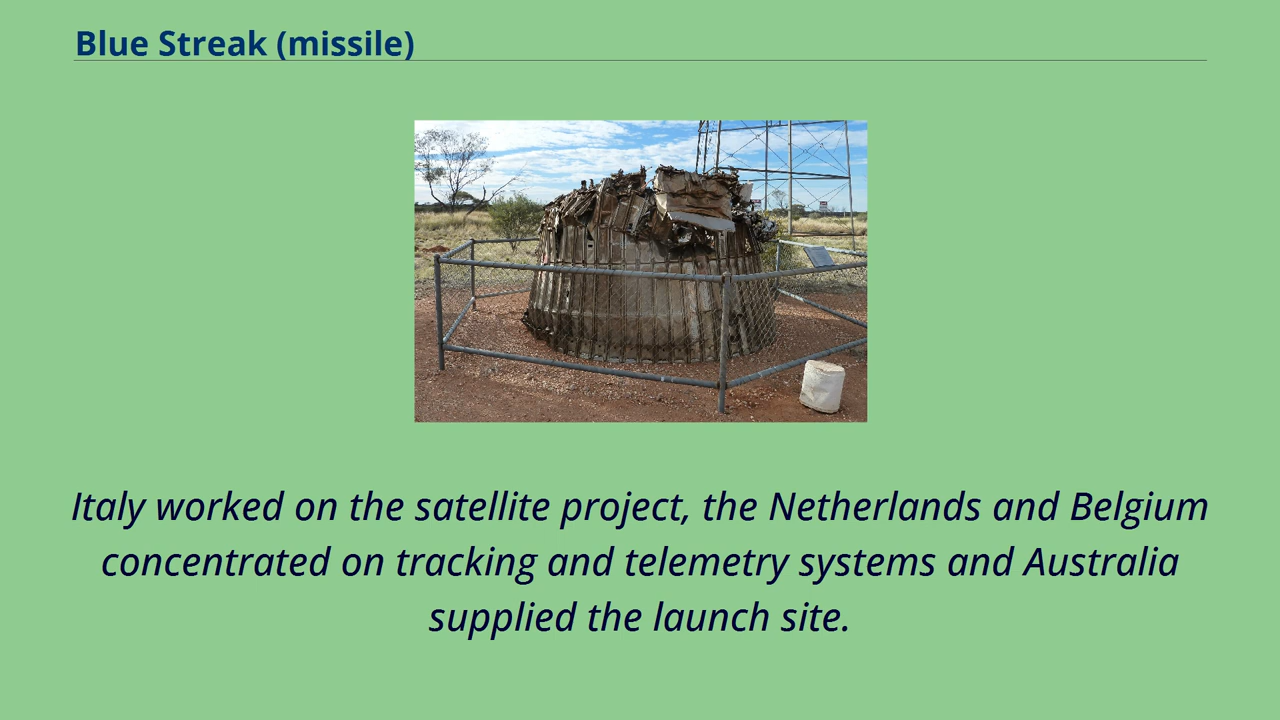 Blue Streak (missile)
Italy worked on the satellite project, the Netherlands and Belgium
concentrated on tracking and telemetry systems and Australia
supplied the launch site.